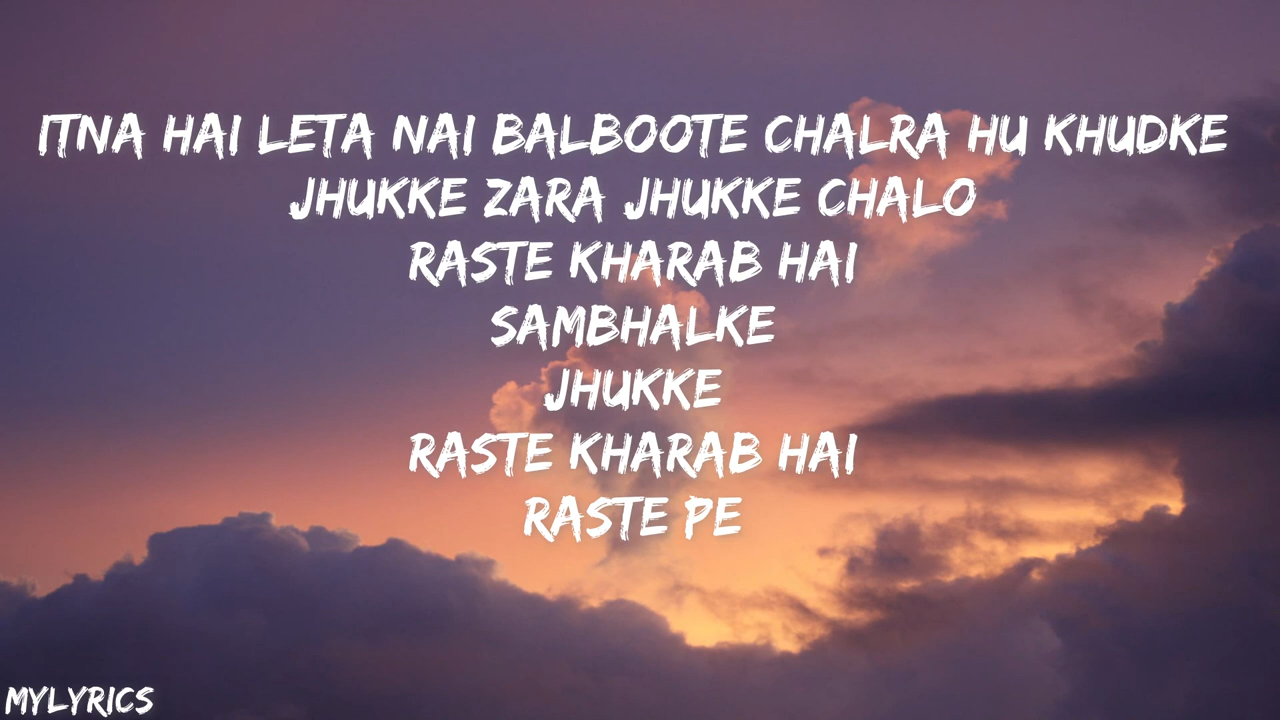 ITNA HAI LETA NAI BALBOOTE CHALRA HU KHUDKE
JHUKKE ZARA JHUKKE CHALO
RASTE KHARAB HAI
SAMBHALKE
JHUKKE
RASTE KHARAB HAI
RASTE PE
MYLYRICS